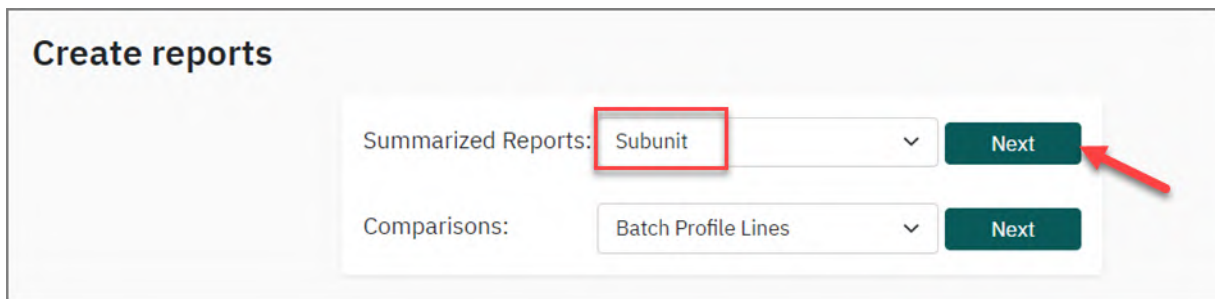 Create reports
Summarized Reports: Subunit Next
Comparisons: Batch Profile Lines Next